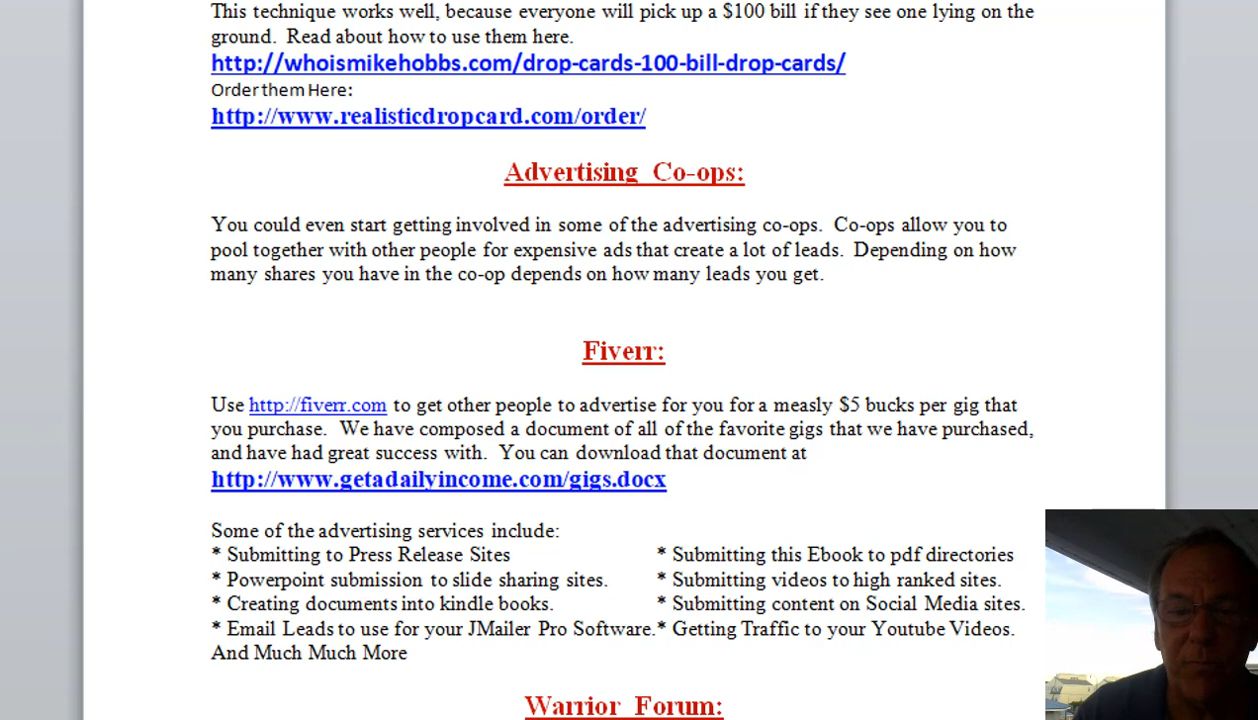 This technique works well, because everyone will pick up a $100 bill if they see one lying on the
ground. Read about how to use them here.
http://whoismikehobbs.com/drop-cards-100-bill-drop-cards/
Order them Here:
http://www.realisticdropcard.com/order/
Advertising Co-ops:
You could even start getting involved in some of the advertising co-ops. Co-ops allow you to
pool together with other people for expensive ads that create a lot of leads. Depending on how
many shares you have in the co-op depends on how many leads you get.
Fiverr:
Use http://fiverr.com to get other people to advertise for you for a measly $5 bucks per gig that
you purchase. We have composed a document of all of the favorite gigs that we have purchased,
and have had great success with. You can download that document at
http://www.getadailyincome.com/gigs.docx
Some of the advertising services include:
* Submitting to Press Release Sites * Submitting this Ebook to pdf directories
* Powerpoint submission to slide sharing sites. * Submitting videos to high ranked sites.
* Creating documents into kindle books. * Submitting content on Social Media sites.
* Email Leads to use for your JMailer Pro Software.* Getting Traffic to your Youtube Videos.
And Much Much More
Warrior Forum: